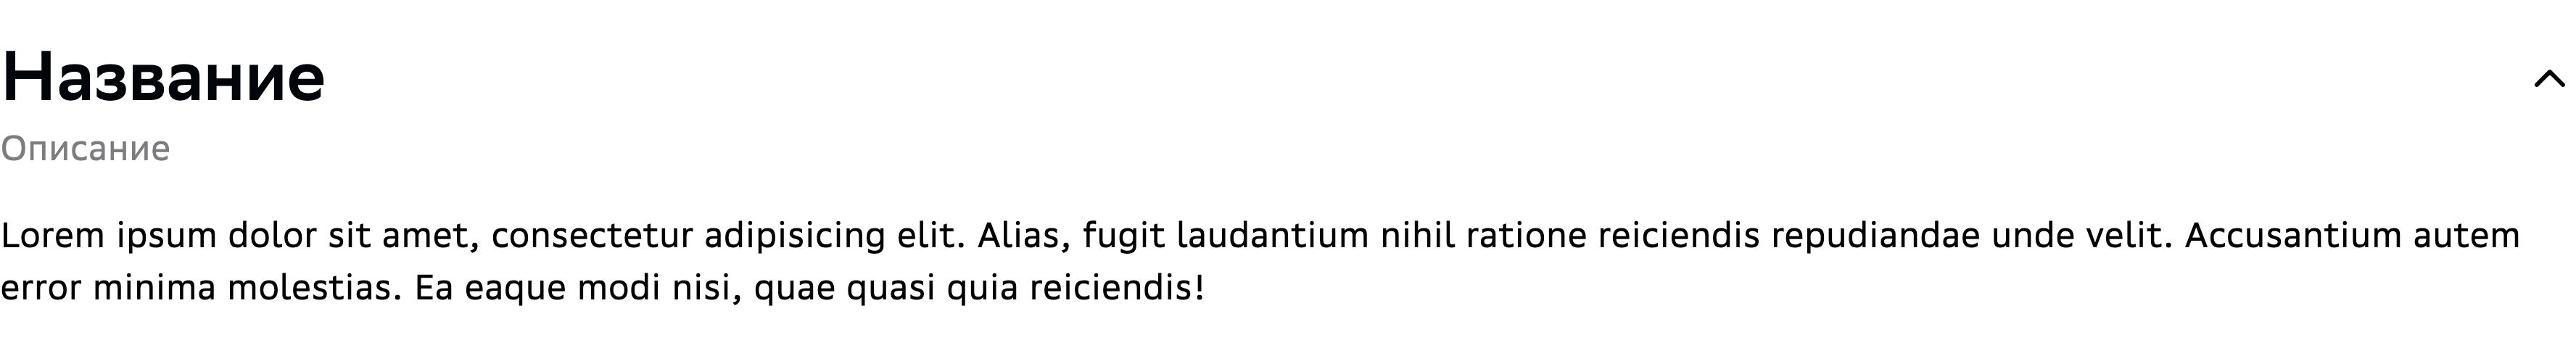 Название
Описание
Lorem ipsum dolor sit amet, consectetur adipisicing elit. Alias, fugit laudantium nihil ratione reiciendis repudiandae unde velit. Accusantium autem
error minima molestias. Ea eaque modi nisi, quae quasi quia reiciendis!